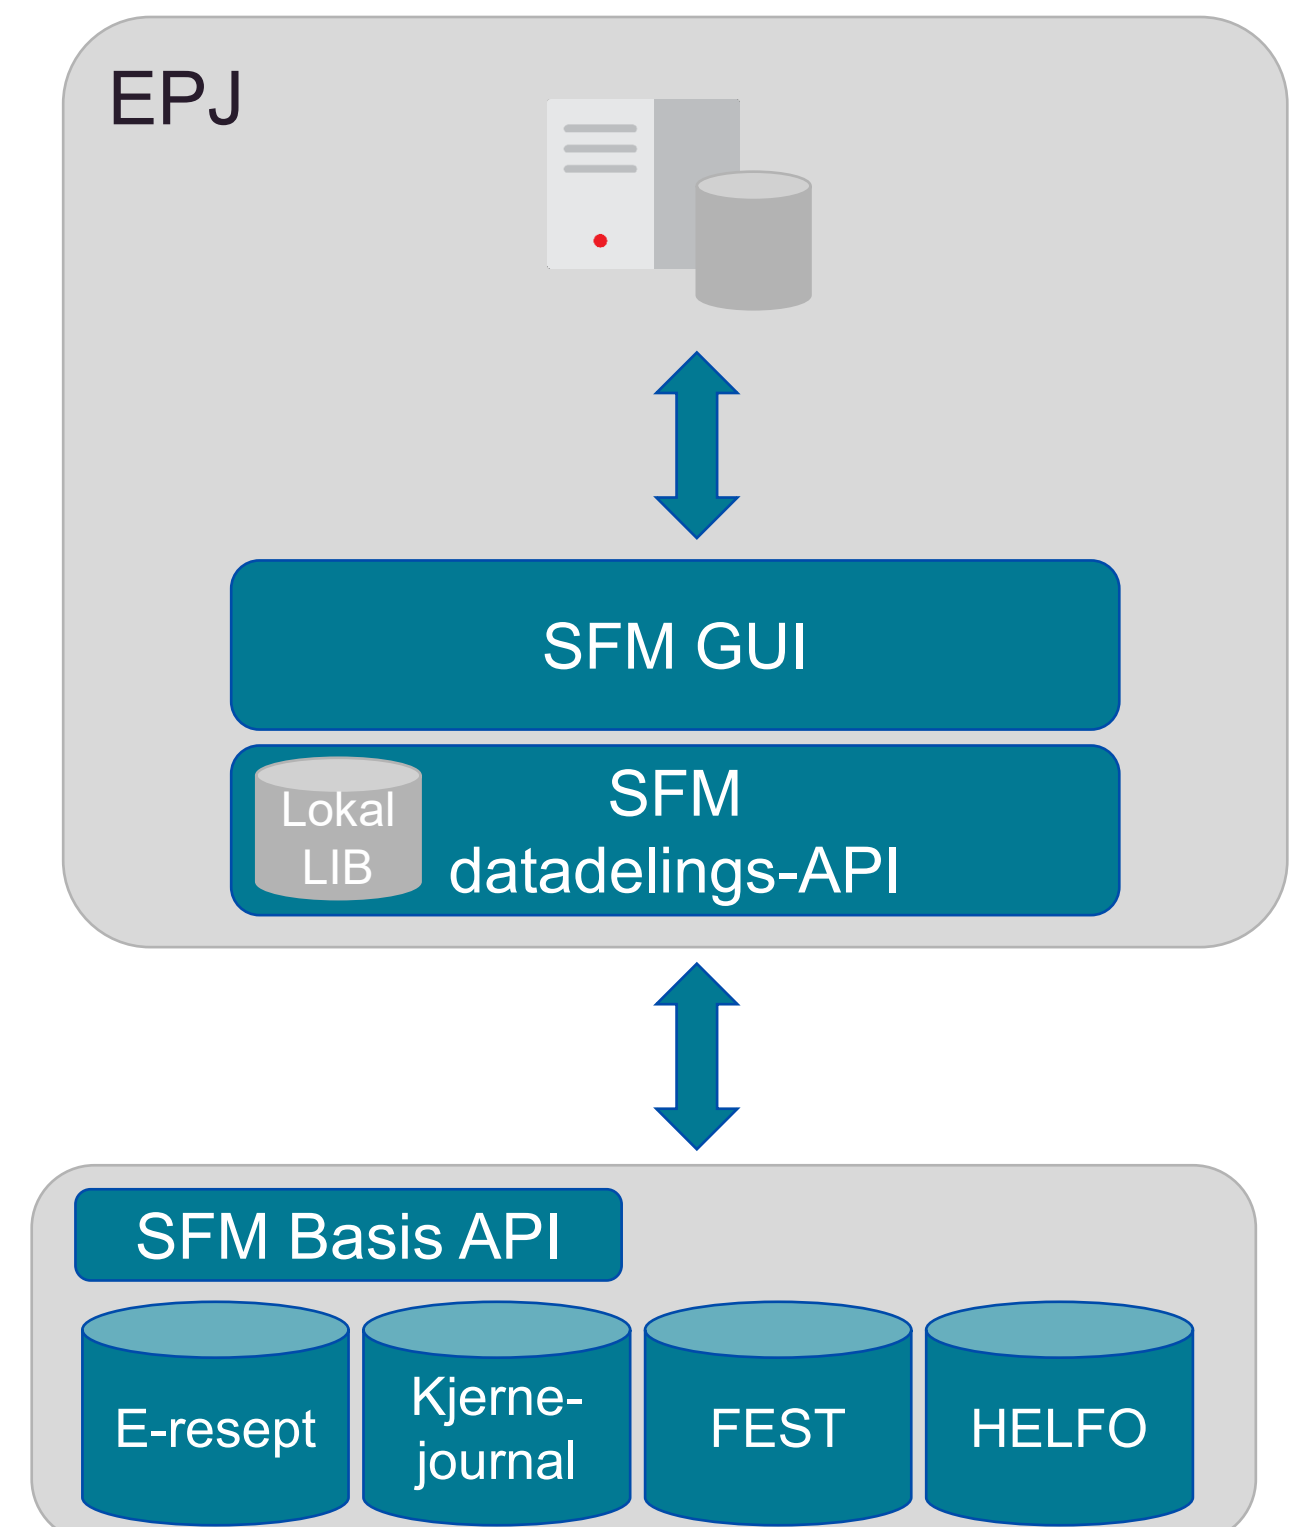 EPJ
SFM GUI
Lokal
LIB
SFM
datadelings-API
SFM Basis API
E-resept
Kjerne-
journal
FEST
HELFO